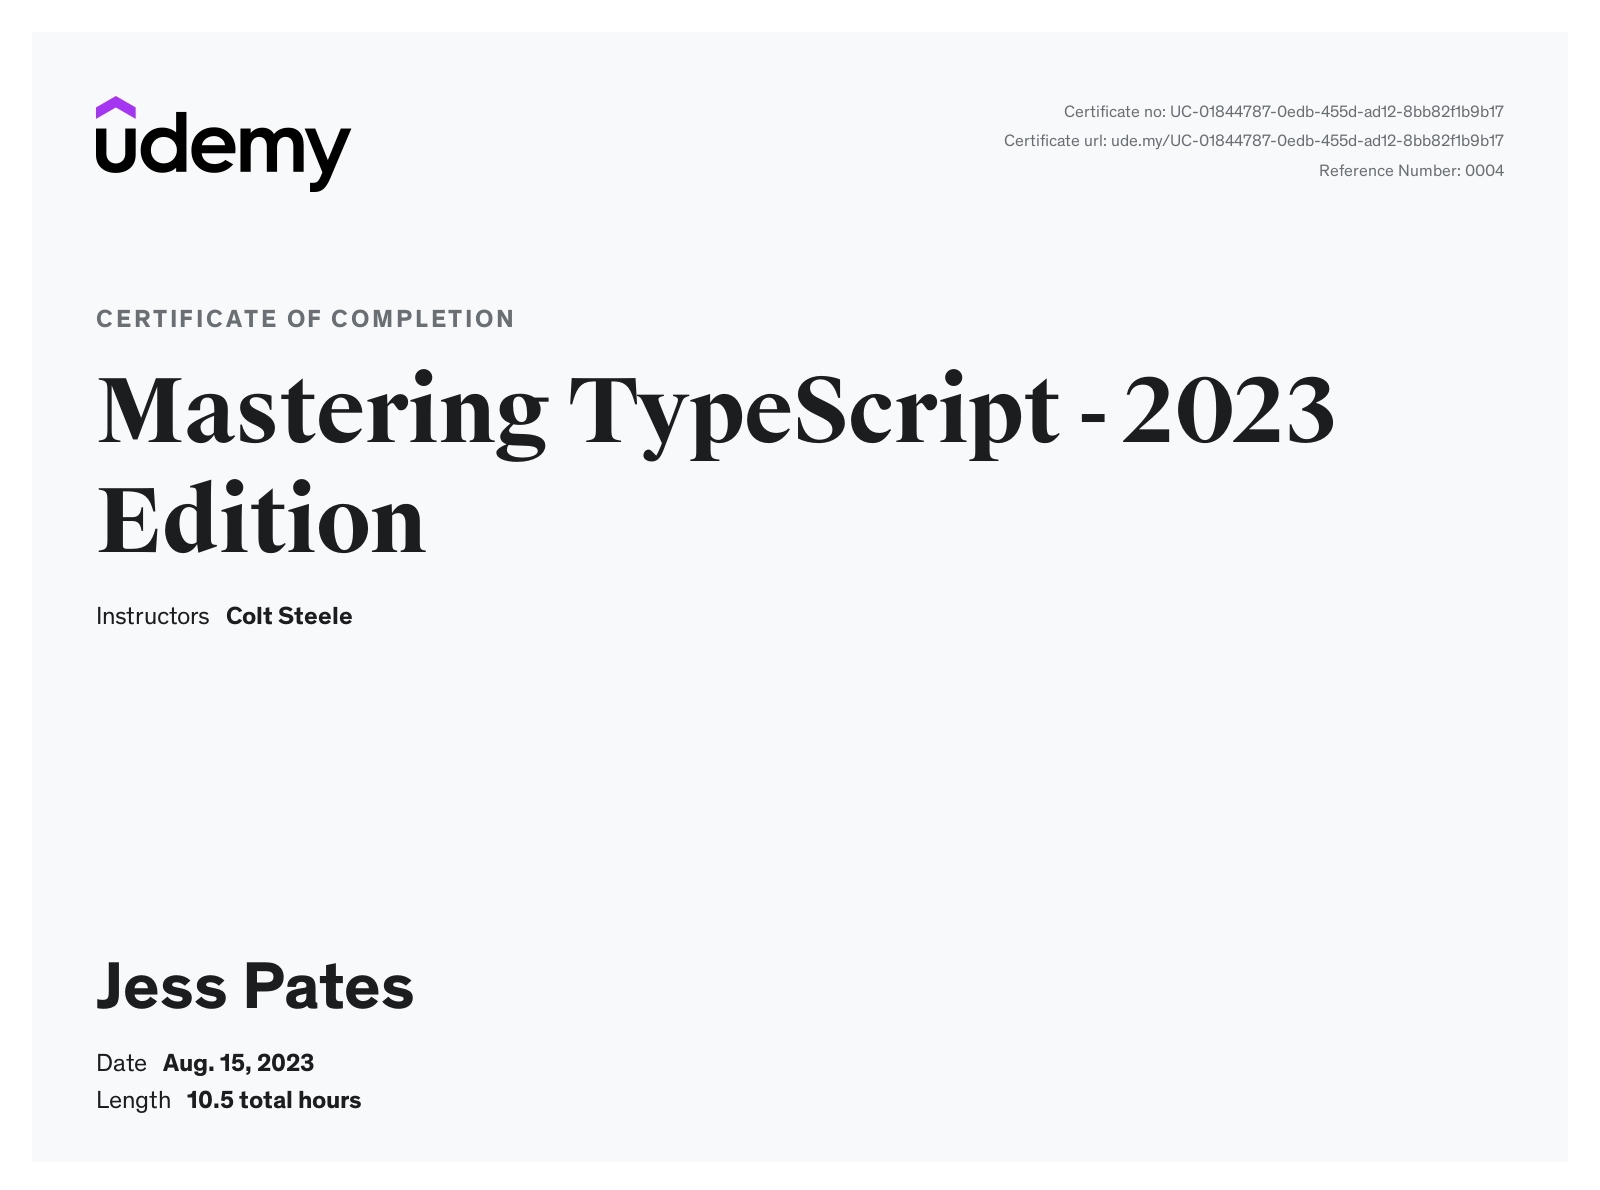 udemy
Certificate no: UC-01844787-0edb-455d-ad12-8bb82f1b9b17
Certificate url: ude.my/UC-01844787-0edb-455d-ad12-8bb82f1b9b17
Reference Number: 0004
CERTIFICATE OF COMPLETION
Mastering TypeScript - 2023
Edition
Instructors Colt Steele
Jess Pates
Date Aug. 15, 2023
Length 10.5 total hours